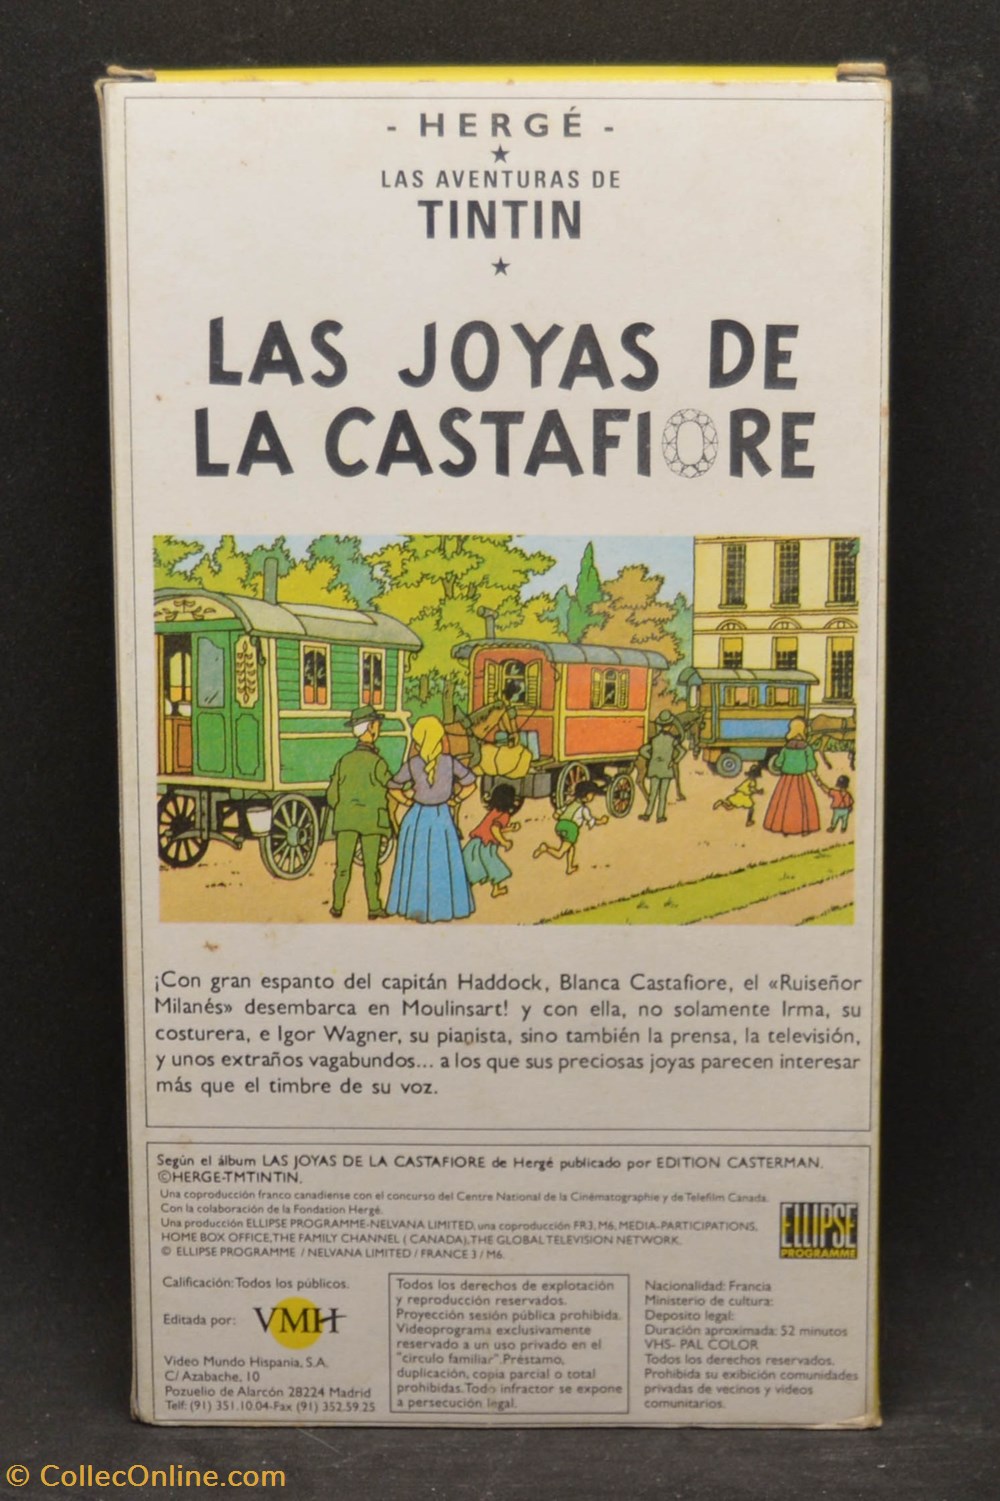 - HERGÉ -
LAS AVENTURAS DE
TINTIN
LAS JOYAS DE
LA CASTAFIORE
¡Con gran espanto del capitán Haddock, Blanca Castafiore, el «Ruiseñor
Milanés» desembarca en Moulinsart! y con ella, no solamente Irma, su
costurera, e Igor Wagner, su pianista, sino también la prensa, la televisión,
y unos extraños vagabundos... a los que sus preciosas joyas parecen interesar
más que el timbre de su voz.
Según el álbum LAS JOYAS DE LA CASTAFIORE de Hergé publicado por EDITION CASTERMAN.
©HERGE-TMTINTIN.
Una coproducción franco canadiense con el concurso del Centre National de la Cinématographie y de Telefilm Canada.
Con la colaboración de la Fondation Hergé.
Una producción ELLIPSE PROGRAMME-NELVANA LIMITED, una coproducción FR3, M6, MEDIA-PARTICIPATIONS,
HOME BOX OFFICE, THE FAMILY CHANNEL ( CANADA), THE GLOBAL TELEVISION NETWORK.
© ELLIPSE PROGRAMME / NELVANA LIMITED / FRANCE 3 / M6.
ELLIPSE
PROGRAMME
Calificación: Todos los públicos.
Editada por: VMH
Video Mundo Hispania, S.A.
C/ Azabache, 10
Pozuelo de Alarcón 28224 Madrid
Telf: (91) 351.10.04-Fax (91) 352.59.25
Todos los derechos de explotación
y reproducción reservados.
Proyección sesión pública prohibida.
Videoprograma exclusivamente
reservado a un uso privado en el
"circulo familiar". Préstamo,
duplicación, copia parcial o total
prohibidas. Todo infractor se expone
a persecución legal.
Nacionalidad: Francia
Ministerio de cultura:
Deposito legal:
Duración aproximada: 52 minutos
VHS- PAL COLOR
Todos los derechos reservados.
Prohibida su exibición comunidades
privadas de vecinos y videos
comunitarios.
© CollecOnline.com